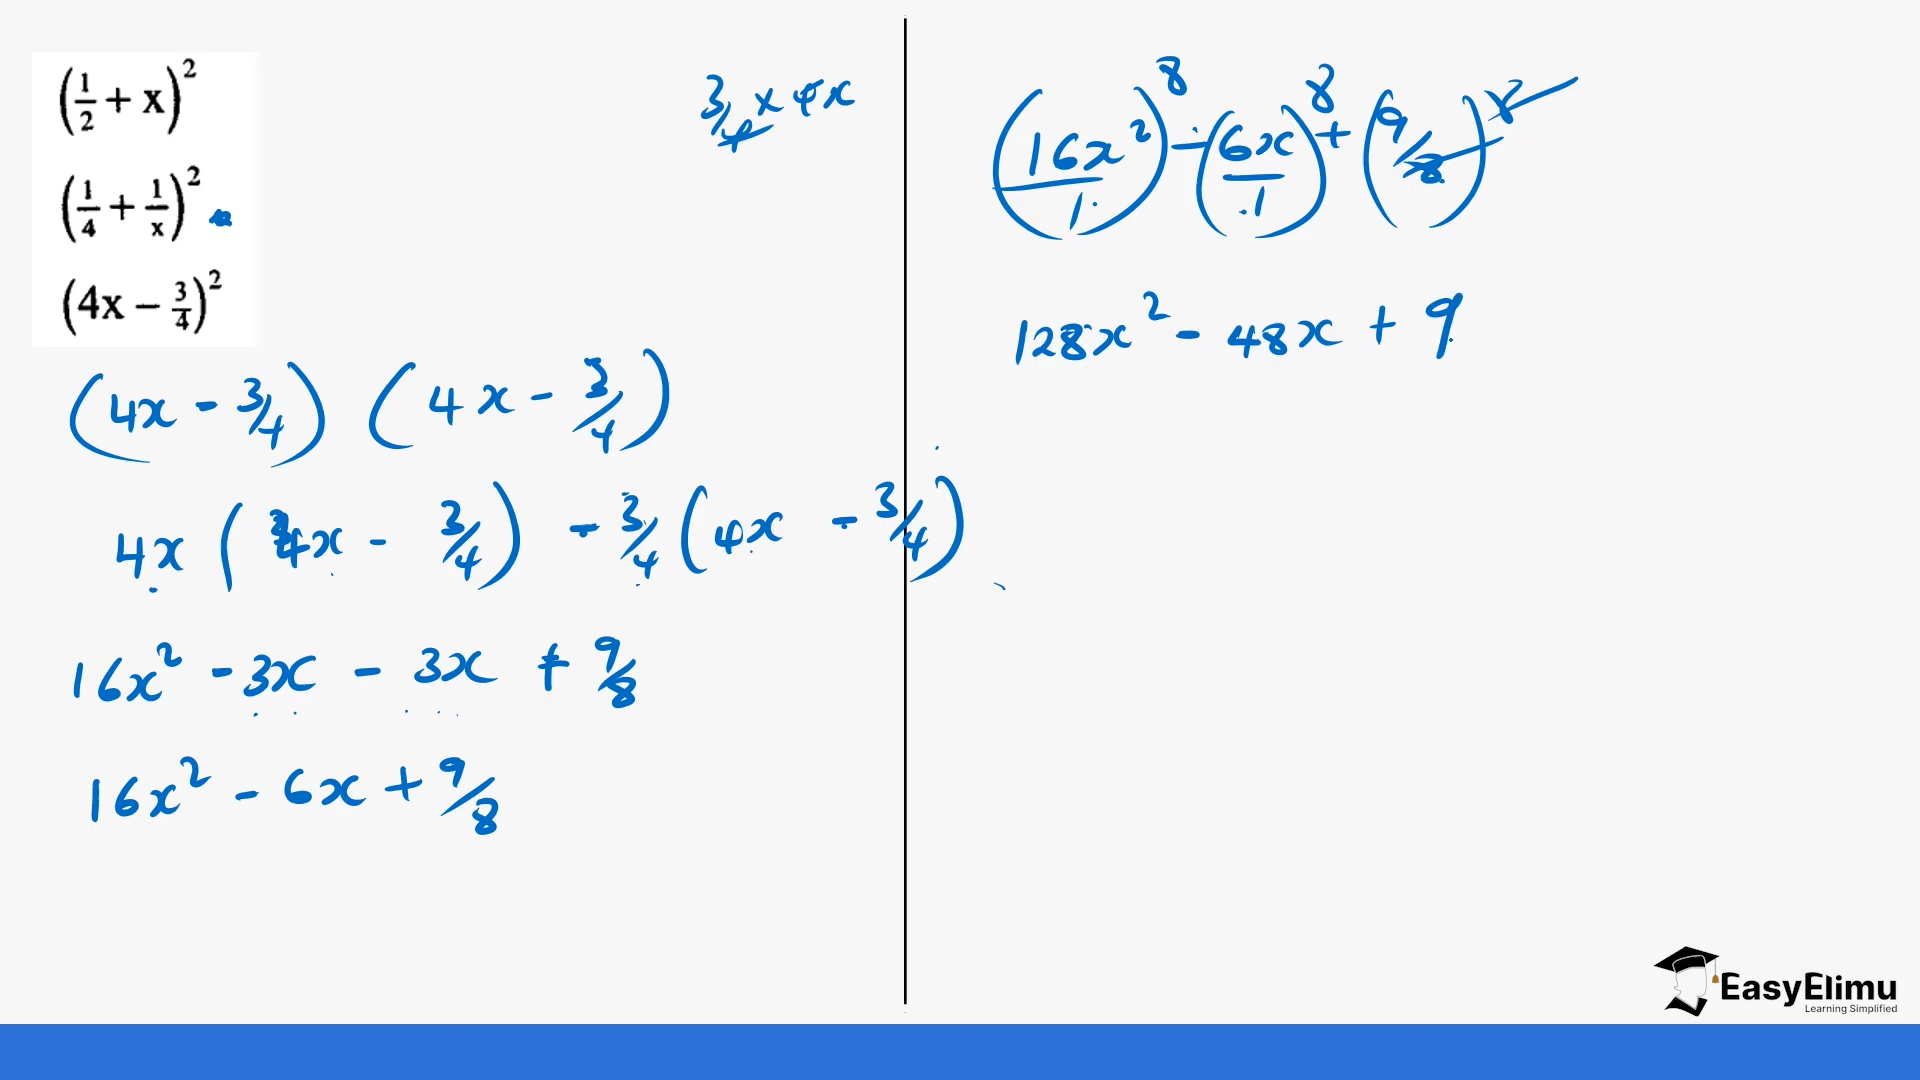 (1/2 + x)²
(1/4 + 1/x)²
(4x − 3/4)²
3/4 x 4x
(4x - 3/4) (4x - 3/4)
4x (4x - 3/4) - 3/4 (4x - 3/4)
16x² - 3x - 3x + 9/8
16x² - 6x + 9/8
(16x²/1)8 - (6x/1)8 + (9/8)8
128x² - 48x + 9
EasyElimu
Learning Simplified